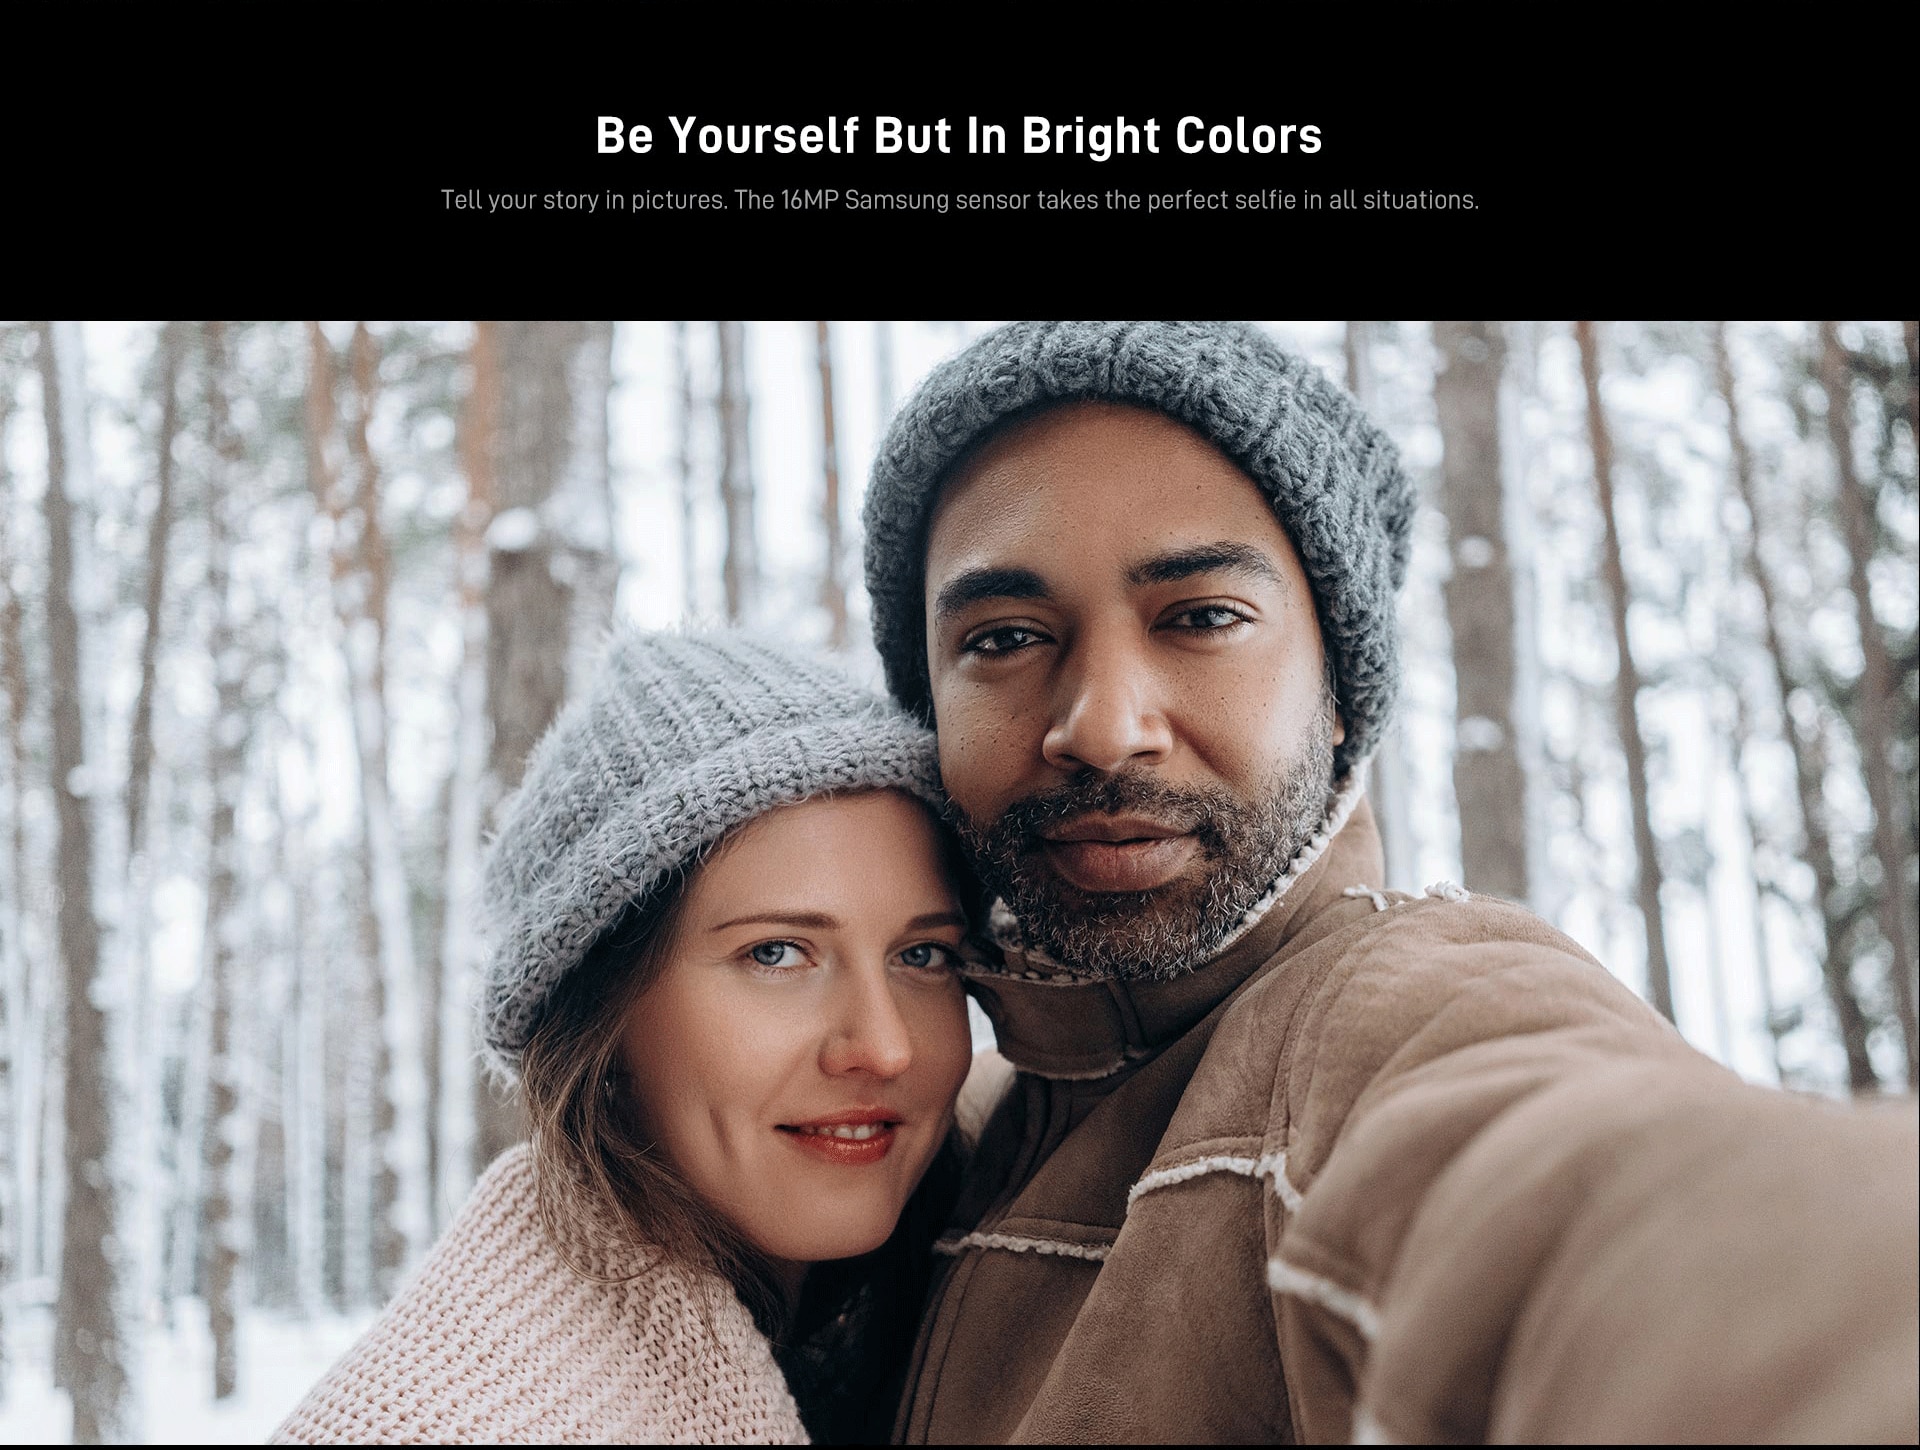 Be Yourself But In Bright Colors
Tell your story in pictures. The 16MP Samsung sensor takes the perfect selfie in all situations.